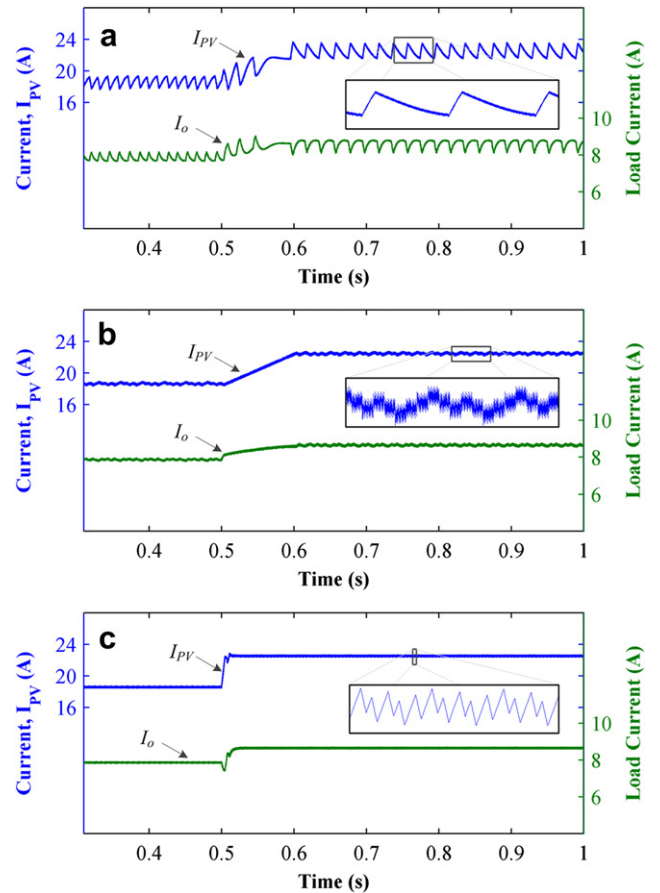 a
Current, I_PV (A)
24
20
16
I_PV
I_o
Load Current (A)
10
8
6
0.4 0.5 0.6 0.7 0.8 0.9 1
Time (s)
b
Current, I_PV (A)
24
20
16
I_PV
I_o
Load Current (A)
10
8
6
0.4 0.5 0.6 0.7 0.8 0.9 1
Time (s)
c
Current, I_PV (A)
24
20
16
I_PV
I_o
Load Current (A)
10
8
6
0.4 0.5 0.6 0.7 0.8 0.9 1
Time (s)